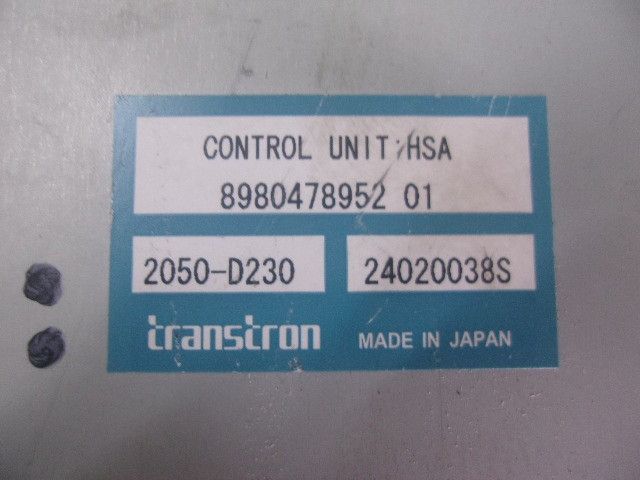 CONTROL UNIT;HSA
8980478952 01
2050-D230 24020038S
transtron MADE IN JAPAN